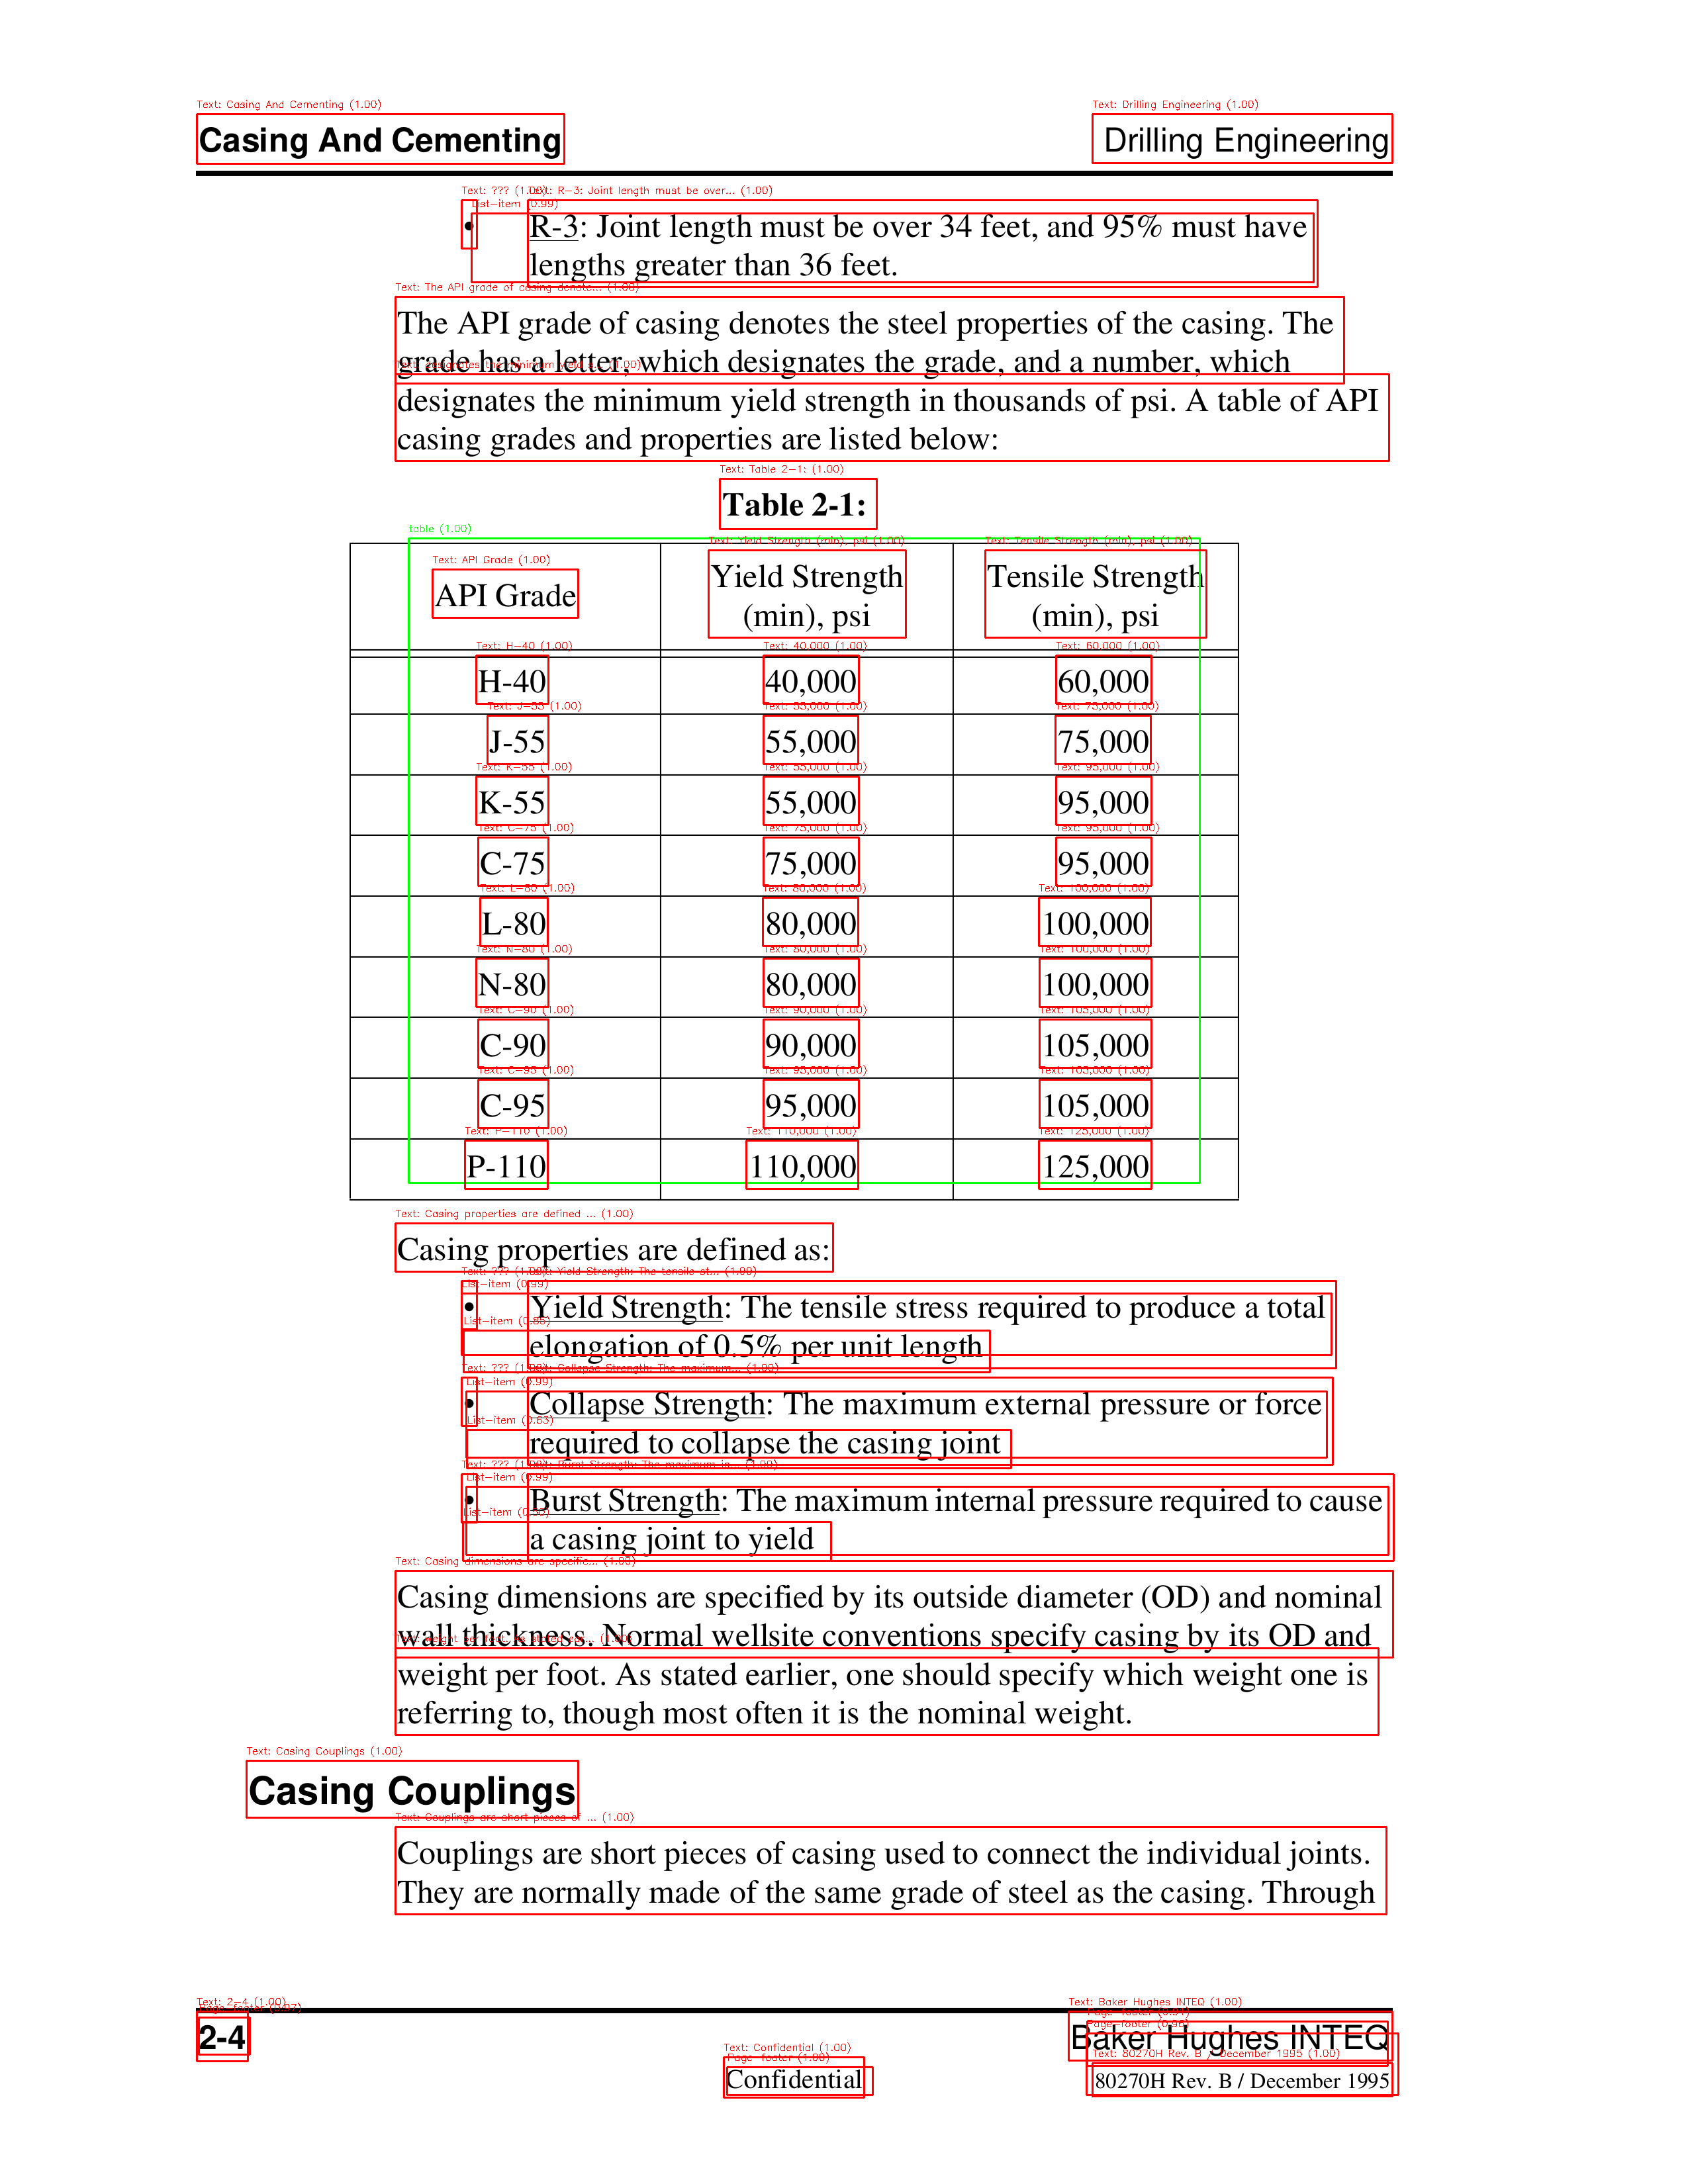 Casing And Cementing Drilling Engineering
• R-3: Joint length must be over 34 feet, and 95% must have
lengths greater than 36 feet.
The API grade of casing denotes the steel properties of the casing. The
grade has a letter, which designates the grade, and a number, which
designates the minimum yield strength in thousands of psi. A table of API
casing grades and properties are listed below:
Table 2-1:
API Grade Yield Strength (min), psi Tensile Strength (min), psi
H-40 40,000 60,000
J-55 55,000 75,000
K-55 55,000 95,000
C-75 75,000 95,000
L-80 80,000 100,000
N-80 80,000 100,000
C-90 90,000 105,000
C-95 95,000 105,000
P-110 110,000 125,000
Casing properties are defined as:
• Yield Strength: The tensile stress required to produce a total
elongation of 0.5% per unit length
• Collapse Strength: The maximum external pressure or force
required to collapse the casing joint
• Burst Strength: The maximum internal pressure required to cause
a casing joint to yield
Casing dimensions are specified by its outside diameter (OD) and nominal
wall thickness. Normal wellsite conventions specify casing by its OD and
weight per foot. As stated earlier, one should specify which weight one is
referring to, though most often it is the nominal weight.
Casing Couplings
Couplings are short pieces of casing used to connect the individual joints.
They are normally made of the same grade of steel as the casing. Through
2-4 Baker Hughes INTEQ
Confidential 80270H Rev. B / December 1995